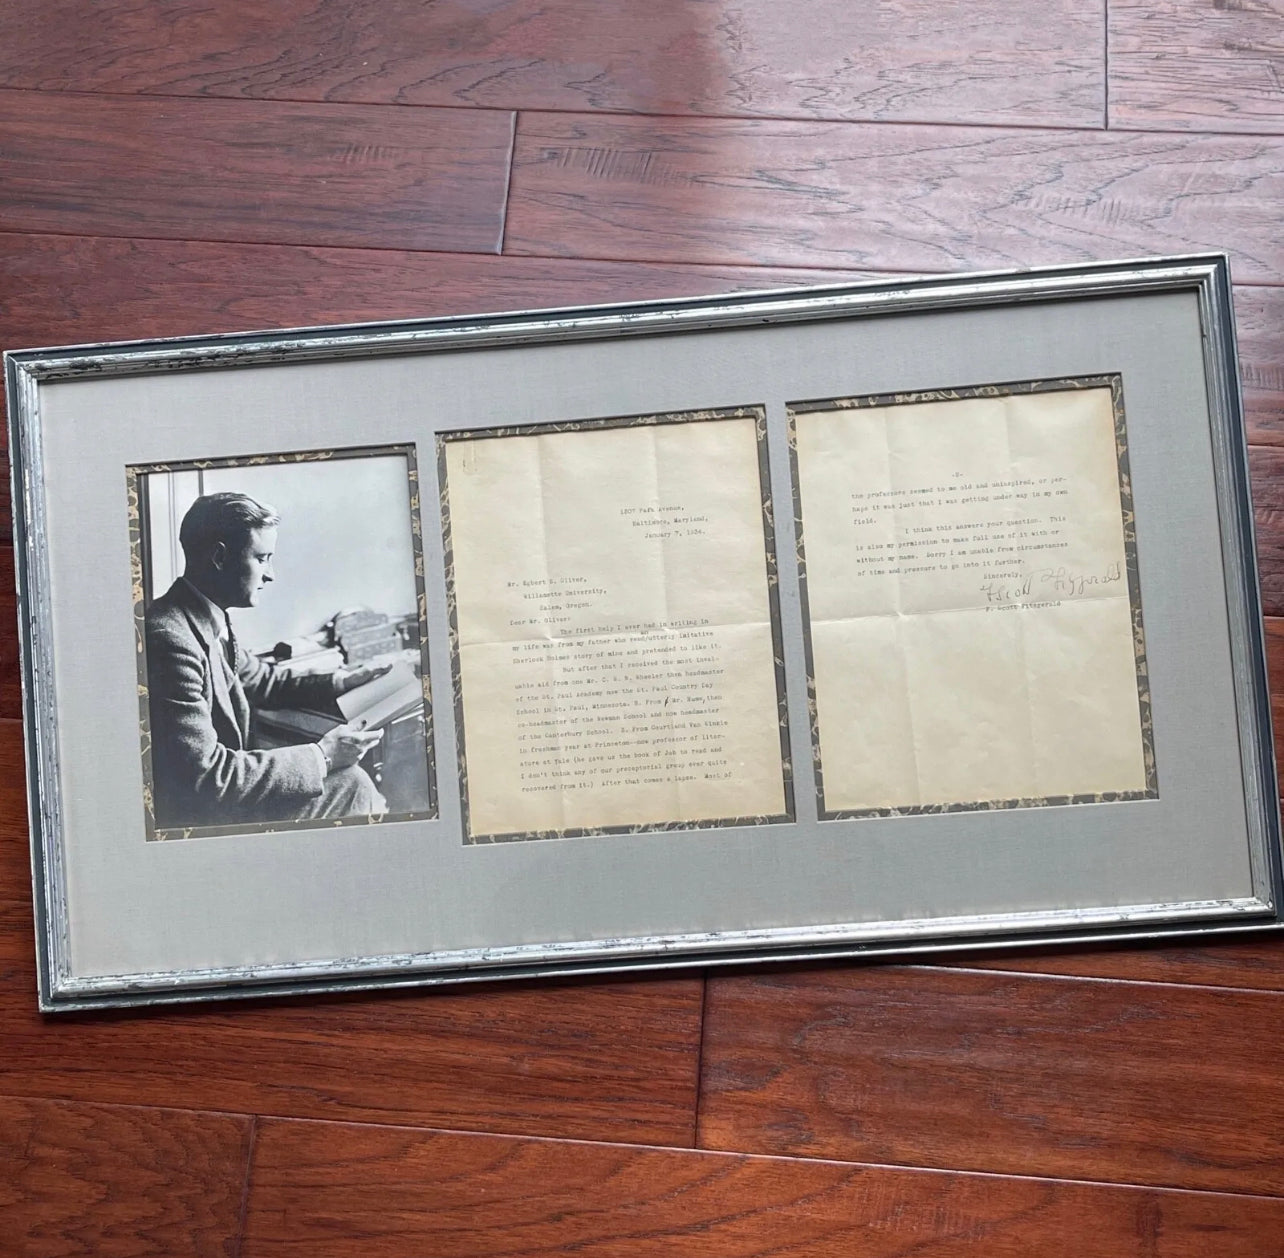 1307 Park Avenue,
Baltimore, Maryland,
January 7, 1934.
Mr. Egbert S. Oliver,
Willamette University,
Salem, Oregon.
Dear Mr. Oliver:
The first help I ever had in writing in
my life was from my father who read/utterly imitative
an
Sherlock Holmes story of mine and pretended to like it.
But after that I received the most inval-
uable aid from one Mr. C. N. B. Wheeler then headmaster
of the St. Paul Academy now the St. Paul Country Day
School in St. Paul, Minnesota. 2. From Mr. Hume, then
co-headmaster of the Newman School and now headmaster
of the Canterbury School. 3. From Courtland Van Winkle
in freshman year at Princeton--now professor of liter-
ature at Yale (he gave us the book of Job to read and
I don't think any of our preceptorial group ever quite
recovered from it.) After that comes a lapse. Most of
-2-
the professors seemed to me old and uninspired, or per-
haps it was just that I was getting under way in my own
field.
I think this answers your question. This
is also my permission to make full use of it with or
without my name. Sorry I am unable from circumstances
of time and pressure to go into it further.
Sincerely,
F Scott Fitzgerald
F. Scott Fitzgerald